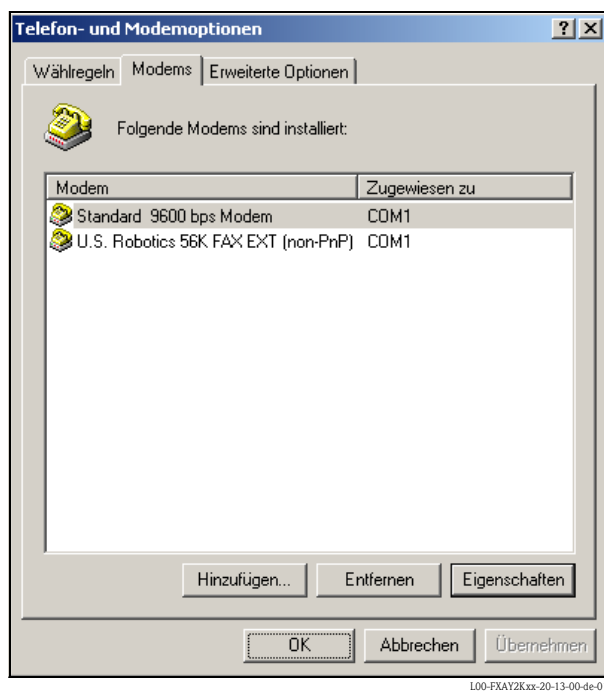 Telefon- und Modemoptionen
Wählregeln Modems Erweiterte Optionen
Folgende Modems sind installiert:
Modem Zugewiesen zu
Standard 9600 bps Modem COM1
U.S. Robotics 56K FAX EXT (non-PnP) COM1
Hinzufügen... Entfernen Eigenschaften
OK Abbrechen Übernehmen
L00-FXAY2Kxx-20-13-00-de-0